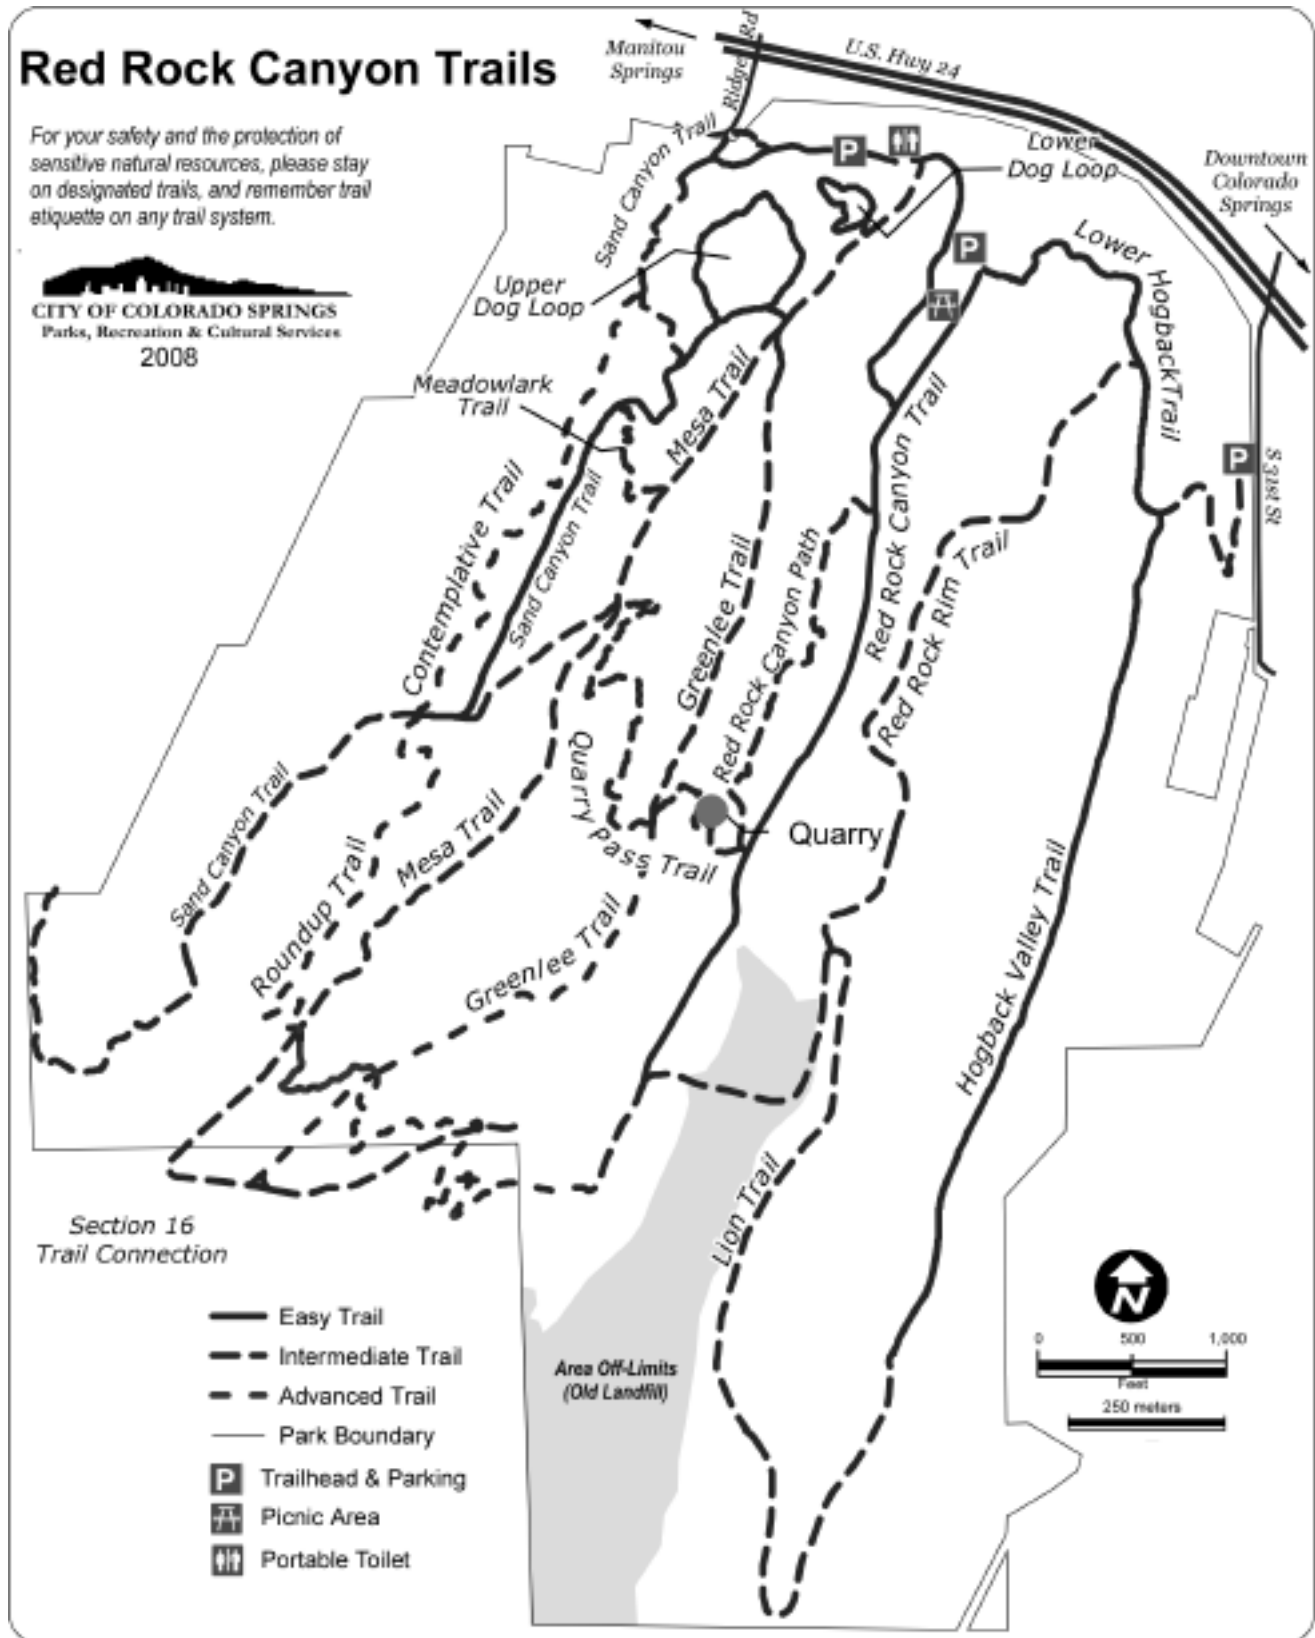 Red Rock Canyon Trails
For your safety and the protection of
sensitive natural resources, please stay
on designated trails, and remember trail
etiquette on any trail system.
CITY OF COLORADO SPRINGS
Parks, Recreation & Cultural Services
2008
Manitou
Springs
Ridge Rd
U.S. Hwy 24
Downtown
Colorado
Springs
Lower
Dog Loop
P
P
Sand Canyon Trail
Upper
Dog Loop
Lower HogbackTrail
P
S 31st St
Meadowlark
Trail
S
Mesa Trail
Contemplative Trail
Sand Canyon Trail
Greenlee Trail
Red Rock Canyon Path
Red Rock Canyon Trail
Red Rock Rim Trail
Quarry Pass Trail
Quarry
Sand Canyon Trail
Roundup Trail
Mesa Trail
Greenlee Trail
Hogback Valley Trail
Lion Trail
Section 16
Trail Connection
Area Off-Limits
(Old Landfill)
Easy Trail
Intermediate Trail
Advanced Trail
Park Boundary
P Trailhead & Parking
Picnic Area
Portable Toilet
N
0 500 1,000
Feet
250 meters